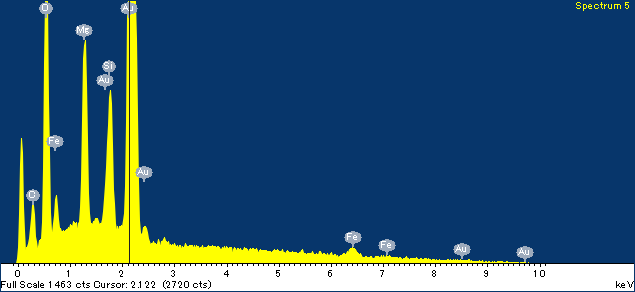 Spectrum 5
O Au
Mg
Si
Au
Fe
Au
C
Fe Fe Au Au
0 1 2 3 4 5 6 7 8 9 10
Full Scale 1463 cts Cursor: 2.122 (2720 cts) keV